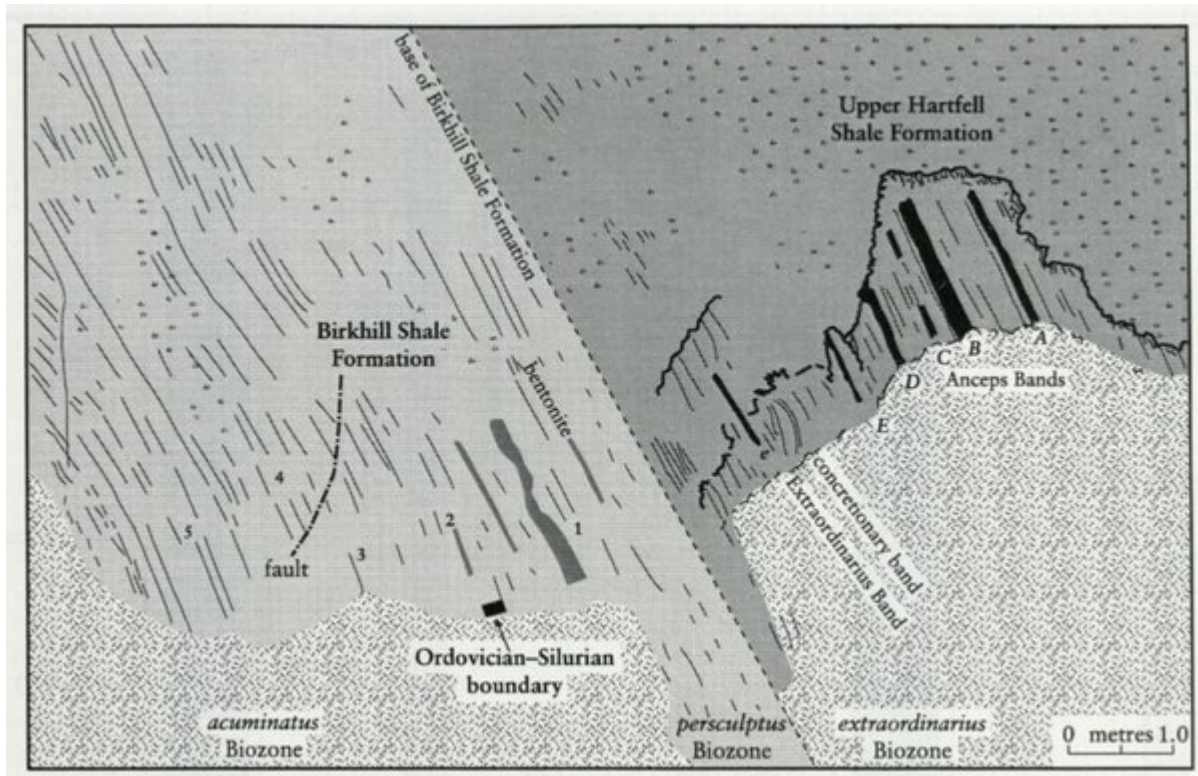 base of Birkhill Shale Formation
Upper Hartfell
Shale Formation
Birkhill Shale
Formation
bentonite
A
B
C
Anceps Bands
D
E
e
concretionary band
Extraordinarius Band
4
5
3
2
1
fault
Ordovician–Silurian
boundary
acuminatus
Biozone
persculptus
Biozone
extraordinarius
Biozone
0 metres 1.0